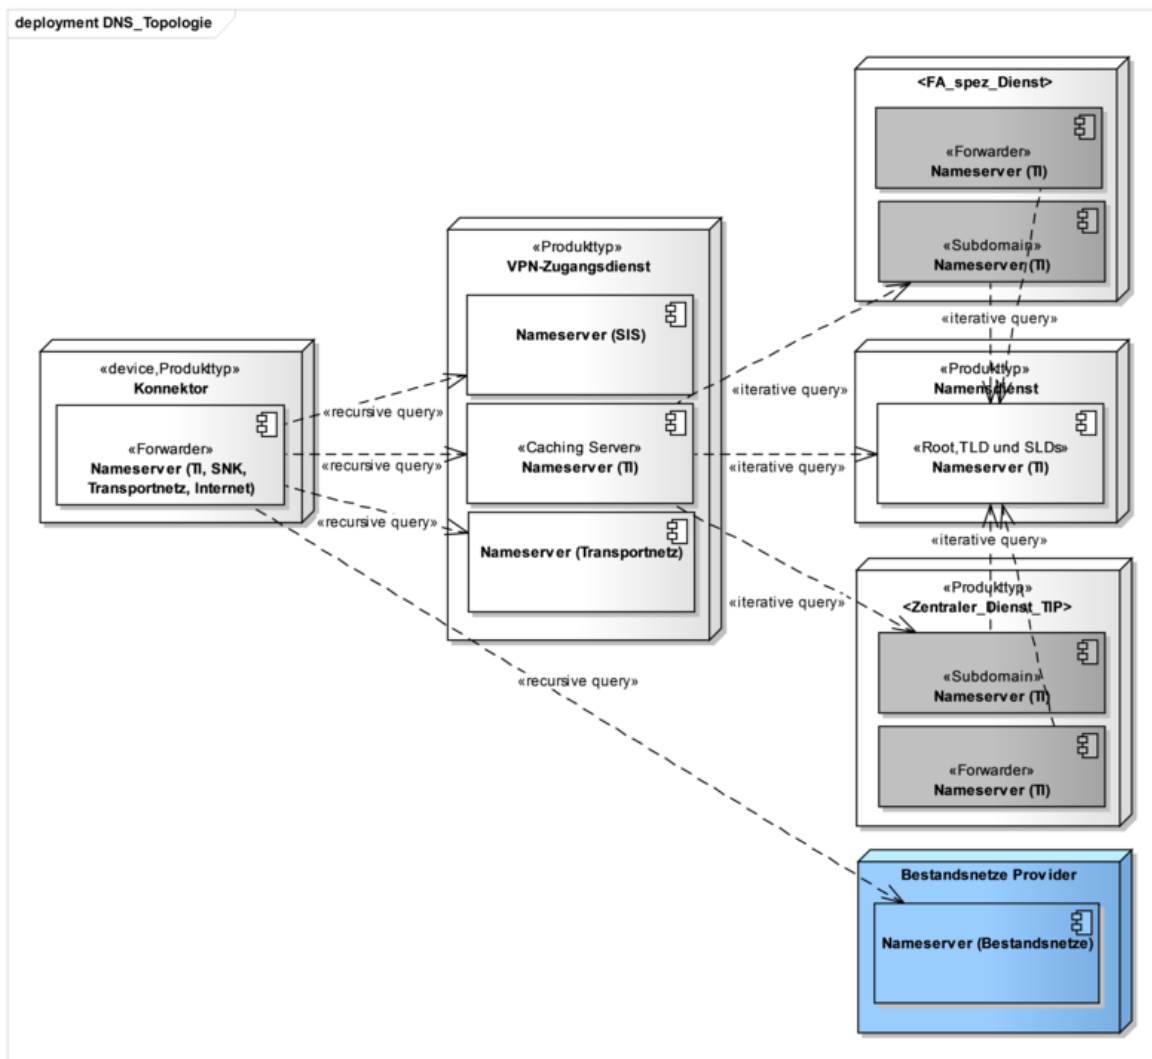 deployment DNS_Topologie
<FA_spez_Dienst>
«Forwarder»
Nameserver (TI)
«Subdomain»
Nameserver (TI)
«iterative query»
«Produkttyp»
VPN-Zugangsdienst
Nameserver (SIS)
«Caching Server»
Nameserver (TI)
Nameserver (Transportnetz)
«device,Produkttyp»
Konnektor
«Forwarder»
Nameserver (TI, SNK,
Transportnetz, Internet)
«recursive query»
«recursive query»
«recursive query»
«recursive query»
«iterative query»
«iterative query»
«iterative query»
«Produkttyp»
Namensdienst
«Root,TLD und SLDs»
Nameserver (TI)
«iterative query»
«Produkttyp»
<Zentraler_Dienst_TIP>
«Subdomain»
Nameserver (TI)
«Forwarder»
Nameserver (TI)
Bestandsnetze Provider
Nameserver (Bestandsnetze)